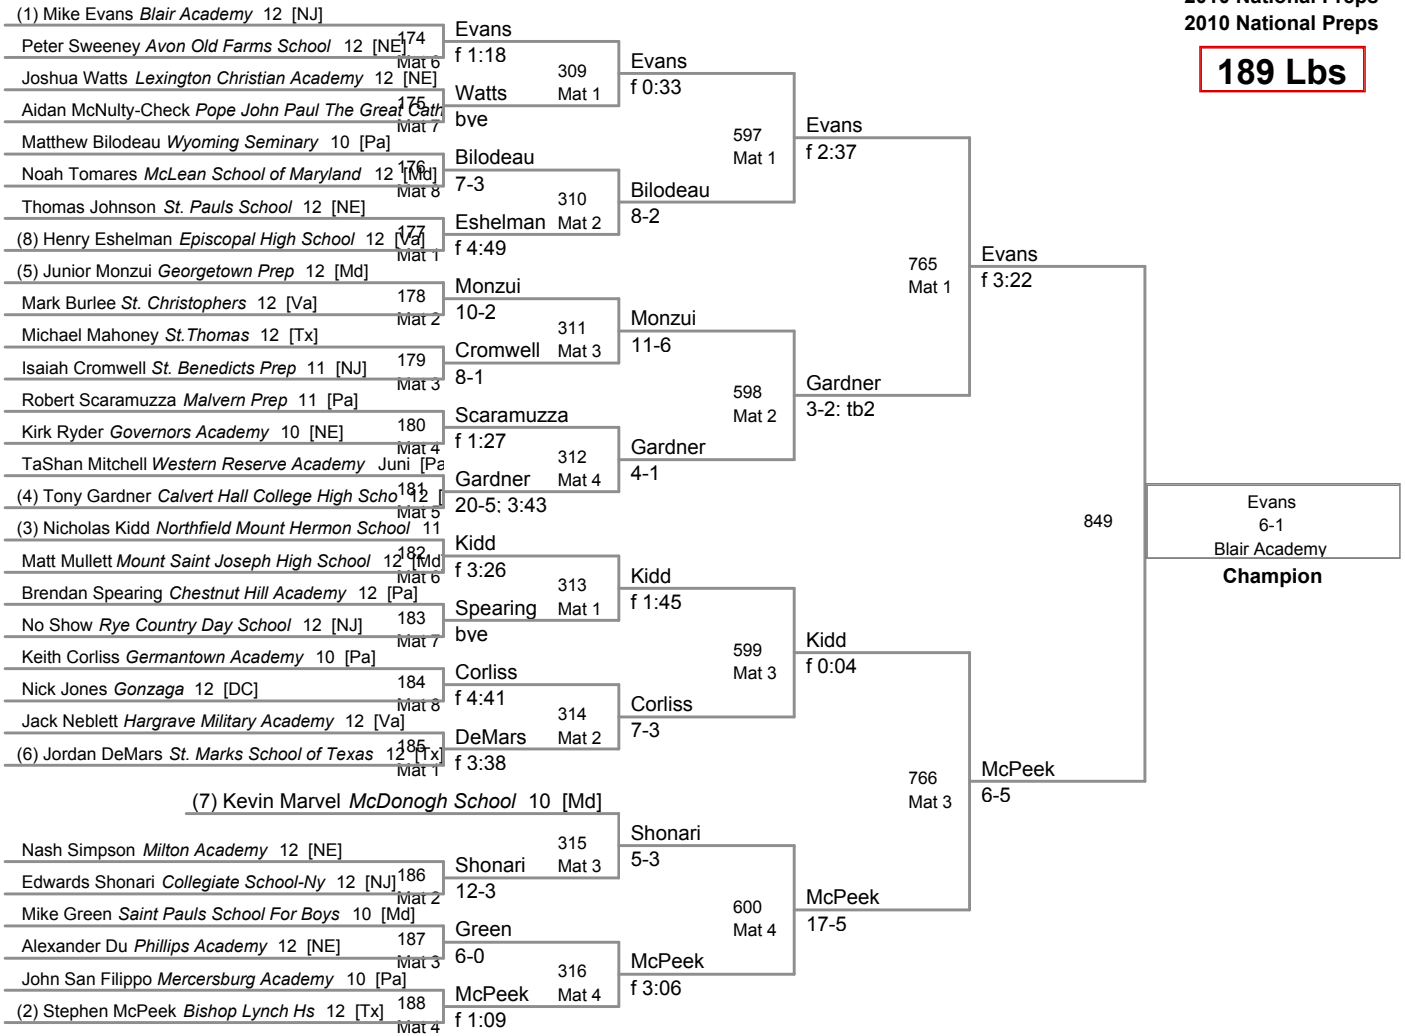 2010 National Preps
2010 National Preps
189 Lbs
(1) Mike Evans Blair Academy 12 [NJ]
Peter Sweeney Avon Old Farms School 12 [NE]
174
Mat 6
Joshua Watts Lexington Christian Academy 12 [NE]
Aidan McNulty-Check Pope John Paul The Great Cath
175
Mat 7
Matthew Bilodeau Wyoming Seminary 10 [Pa]
Noah Tomares McLean School of Maryland 12 [Md]
176
Mat 8
Thomas Johnson St. Pauls School 12 [NE]
(8) Henry Eshelman Episcopal High School 12 [Va]
177
Mat 1
(5) Junior Monzui Georgetown Prep 12 [Md]
Mark Burlee St. Christophers 12 [Va]
178
Mat 2
Michael Mahoney St.Thomas 12 [Tx]
Isaiah Cromwell St. Benedicts Prep 11 [NJ]
179
Mat 3
Robert Scaramuzza Malvern Prep 11 [Pa]
Kirk Ryder Governors Academy 10 [NE]
180
Mat 4
TaShan Mitchell Western Reserve Academy Juni [Pa
(4) Tony Gardner Calvert Hall College High Scho 12 [
181
Mat 5
(3) Nicholas Kidd Northfield Mount Hermon School 11
Matt Mullett Mount Saint Joseph High School 12 [Md
182
Mat 6
Brendan Spearing Chestnut Hill Academy 12 [Pa]
No Show Rye Country Day School 12 [NJ]
183
Mat 7
Keith Corliss Germantown Academy 10 [Pa]
Nick Jones Gonzaga 12 [DC]
184
Mat 8
Jack Neblett Hargrave Military Academy 12 [Va]
(6) Jordan DeMars St. Marks School of Texas 12 [Tx]
185
Mat 1
(7) Kevin Marvel McDonogh School 10 [Md]
Nash Simpson Milton Academy 12 [NE]
Edwards Shonari Collegiate School-Ny 12 [NJ]
186
Mat 2
Mike Green Saint Pauls School For Boys 10 [Md]
Alexander Du Phillips Academy 12 [NE]
187
Mat 3
John San Filippo Mercersburg Academy 10 [Pa]
(2) Stephen McPeek Bishop Lynch Hs 12 [Tx]
188
Mat 4
Evans
f 1:18
309
Mat 1
Watts
bye
Bilodeau
7-3
310
Mat 2
Eshelman
f 4:49
Monzui
10-2
311
Mat 3
Cromwell
8-1
Scaramuzza
f 1:27
312
Mat 4
Gardner
20-5; 3:43
Kidd
f 3:26
313
Mat 1
Spearing
bye
Corliss
f 4:41
314
Mat 2
DeMars
f 3:38
315
Mat 3
Shonari
12-3
Green
6-0
316
Mat 4
McPeek
f 1:09
Evans
f 0:33
597
Mat 1
Bilodeau
8-2
Monzui
11-6
598
Mat 2
Gardner
4-1
Kidd
f 1:45
599
Mat 3
Corliss
7-3
Shonari
5-3
600
Mat 4
McPeek
f 3:06
Evans
f 2:37
765
Mat 1
Gardner
3-2: tb2
Kidd
f 0:04
766
Mat 3
McPeek
17-5
Evans
f 3:22
849
McPeek
6-5
Evans
6-1
Blair Academy
Champion